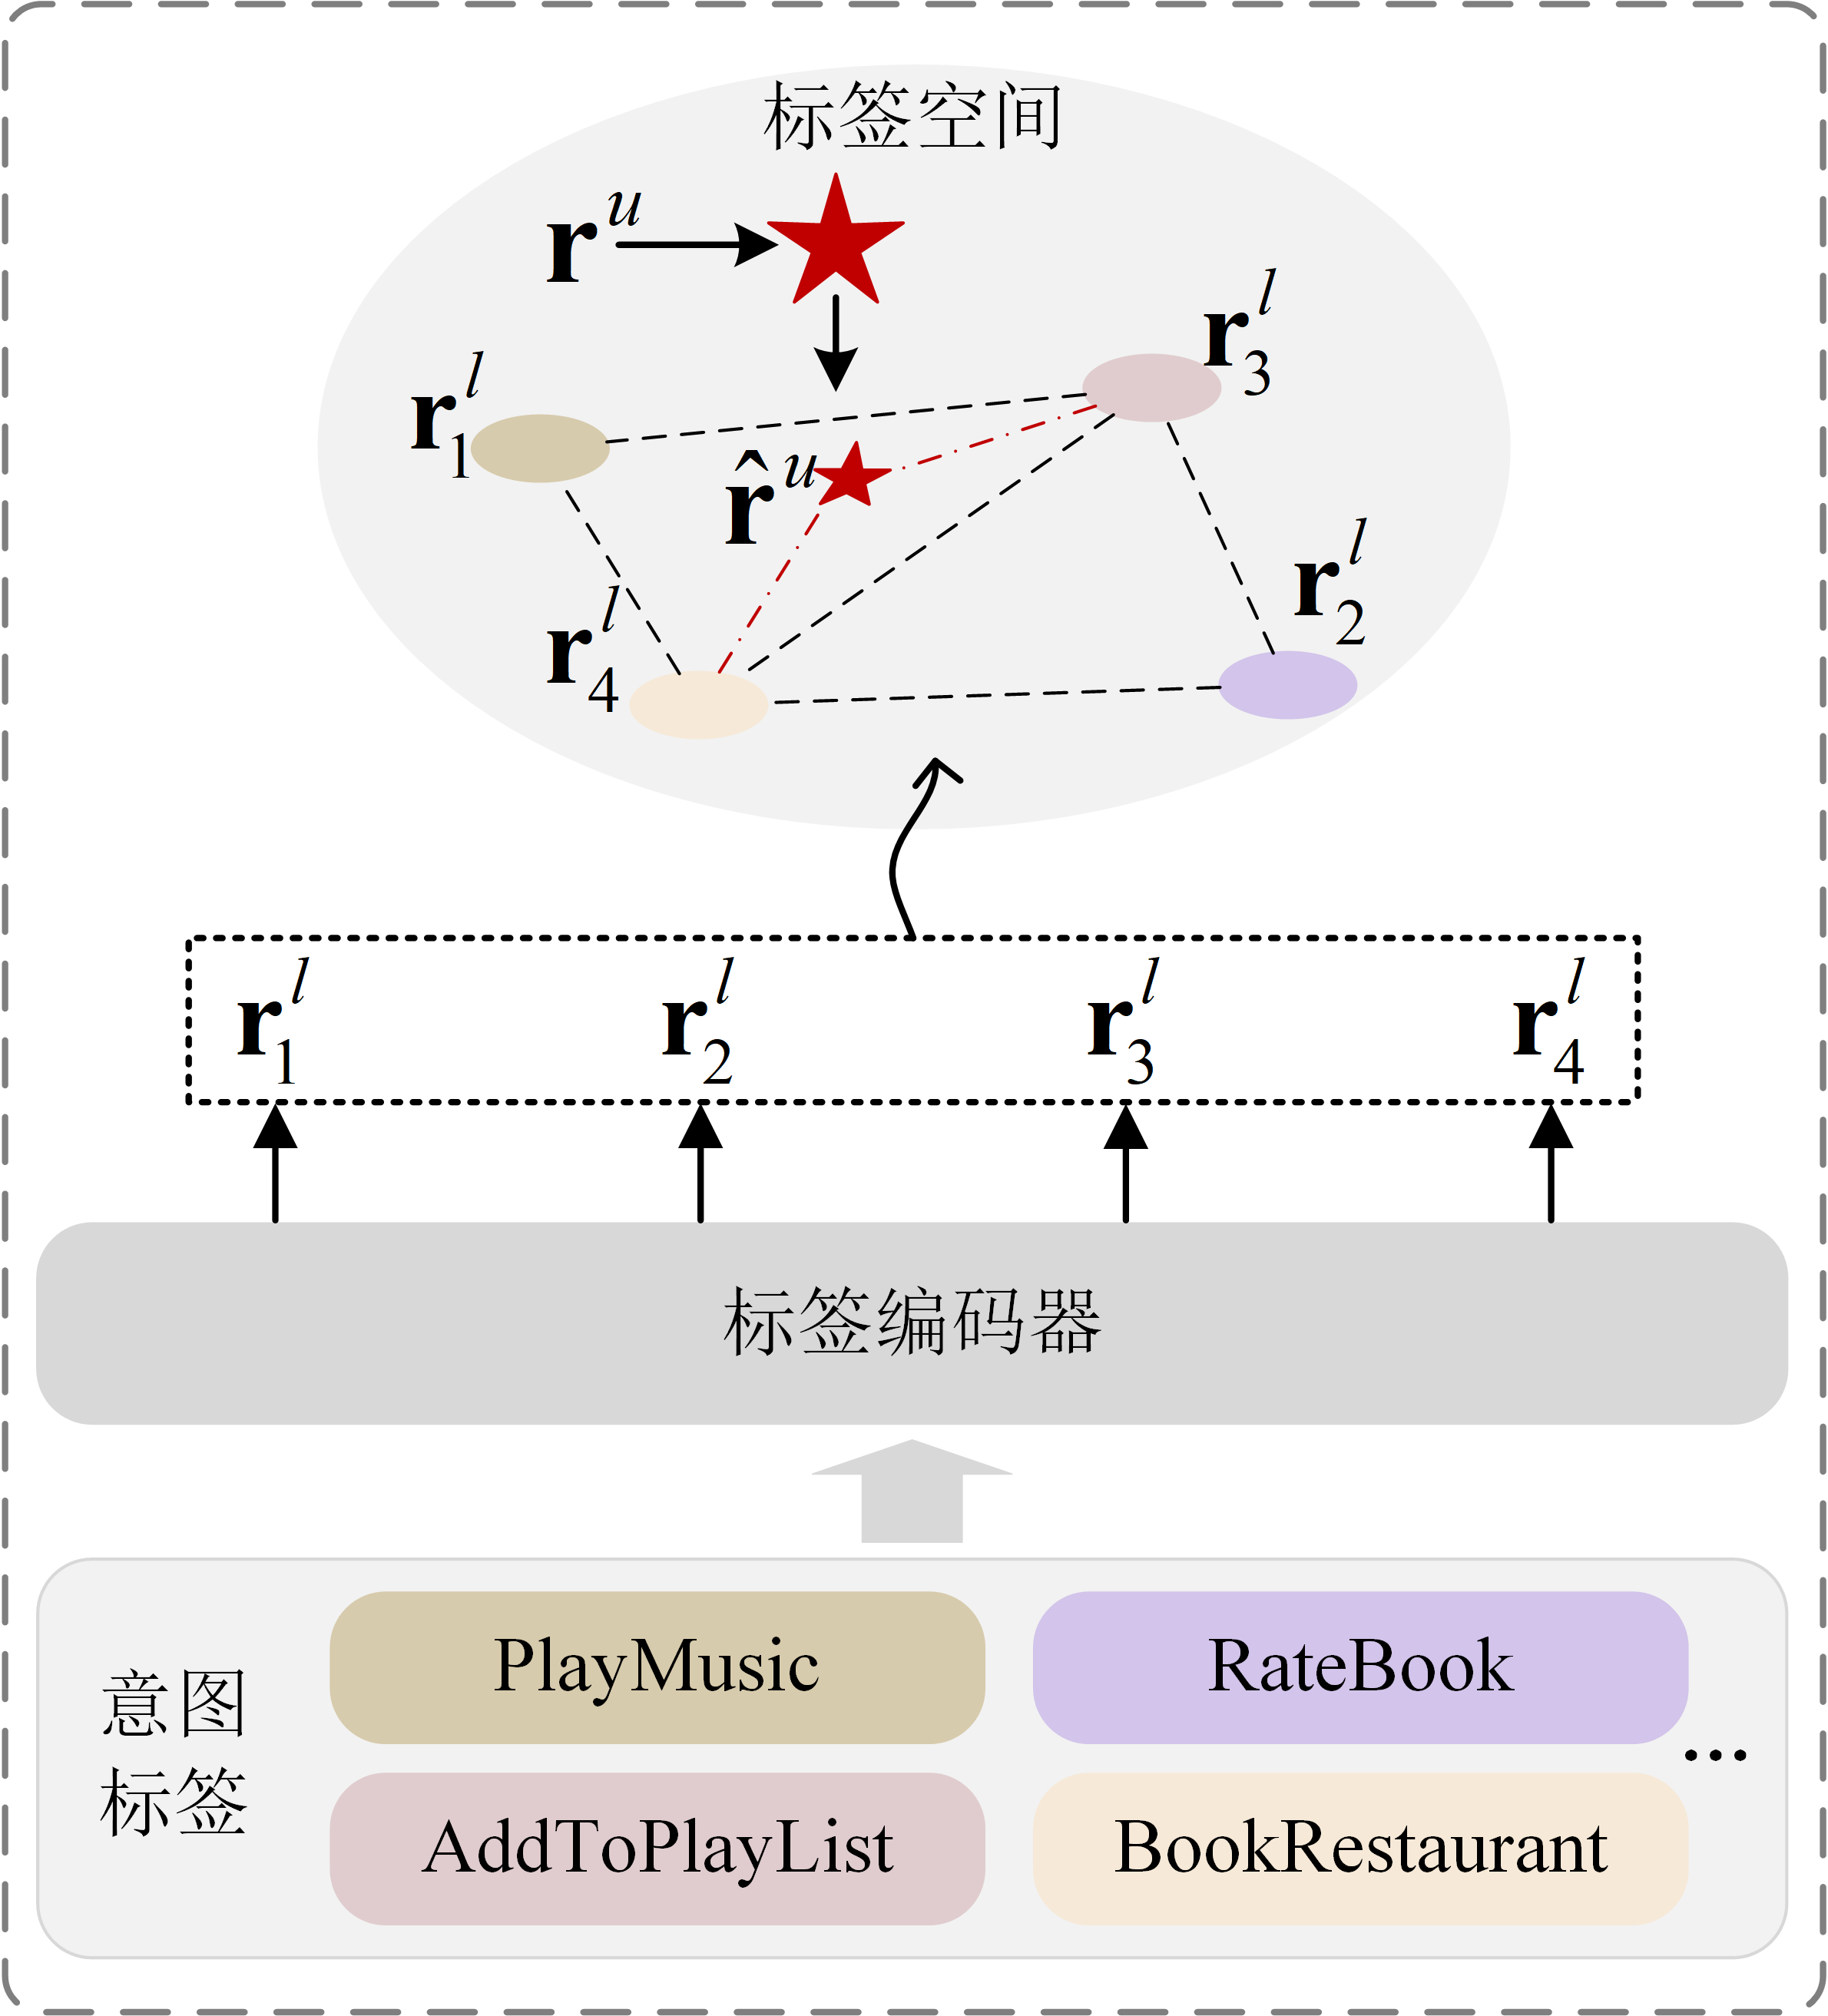 标签空间
r^u
r_3^l
r_1^l
r̂^u
r_2^l
r_4^l
r_1^l r_2^l r_3^l r_4^l
标签编码器
意图
标签
PlayMusic
RateBook
...
AddToPlayList
BookRestaurant